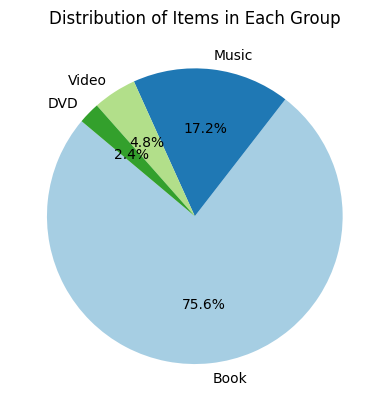 Distribution of Items in Each Group
Music
Video
DVD
17.2%
4.8%
2.4%
75.6%
Book